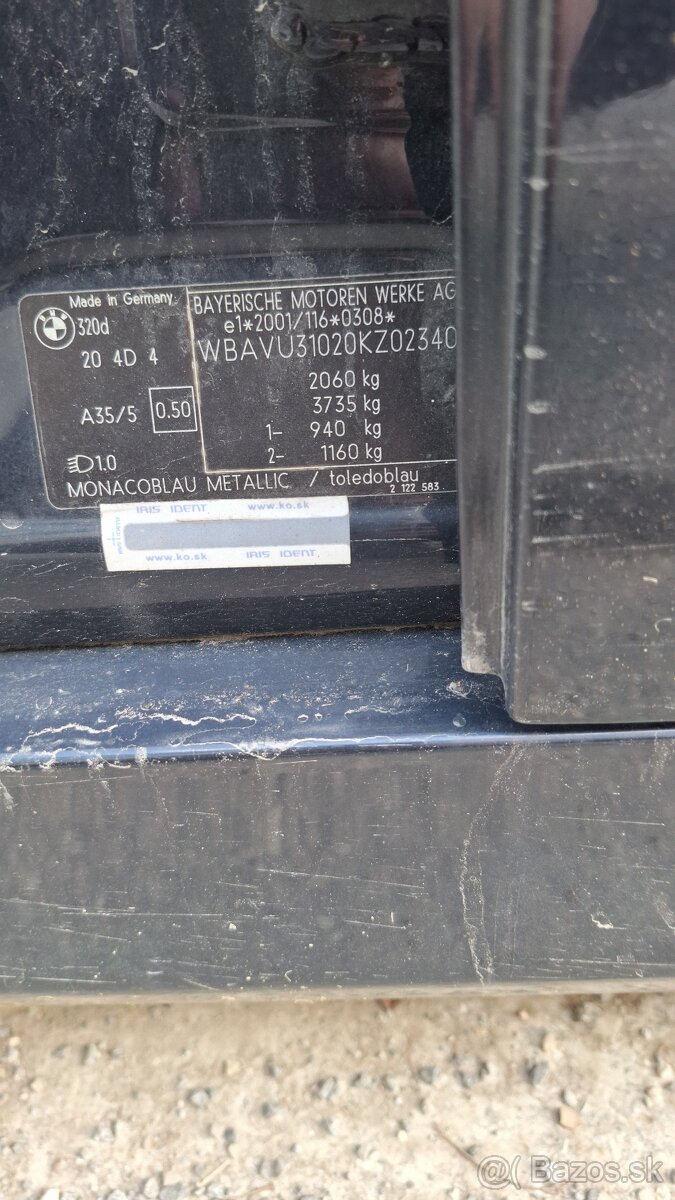 Made in Germany
BMW
320d
20 4D 4
A35/5 0.50
1.0
BAYERISCHE MOTOREN WERKE AG
e1*2001/116*0308*
WBAVU31020KZ02340
2060 kg
3735 kg
1- 940 kg
2- 1160 kg
MONACOBLAU METALLIC / toledoblau
2 122 583
IRIS IDENT www.ko.sk
www.ko.sk IRIS IDENT
@Bazos.sk